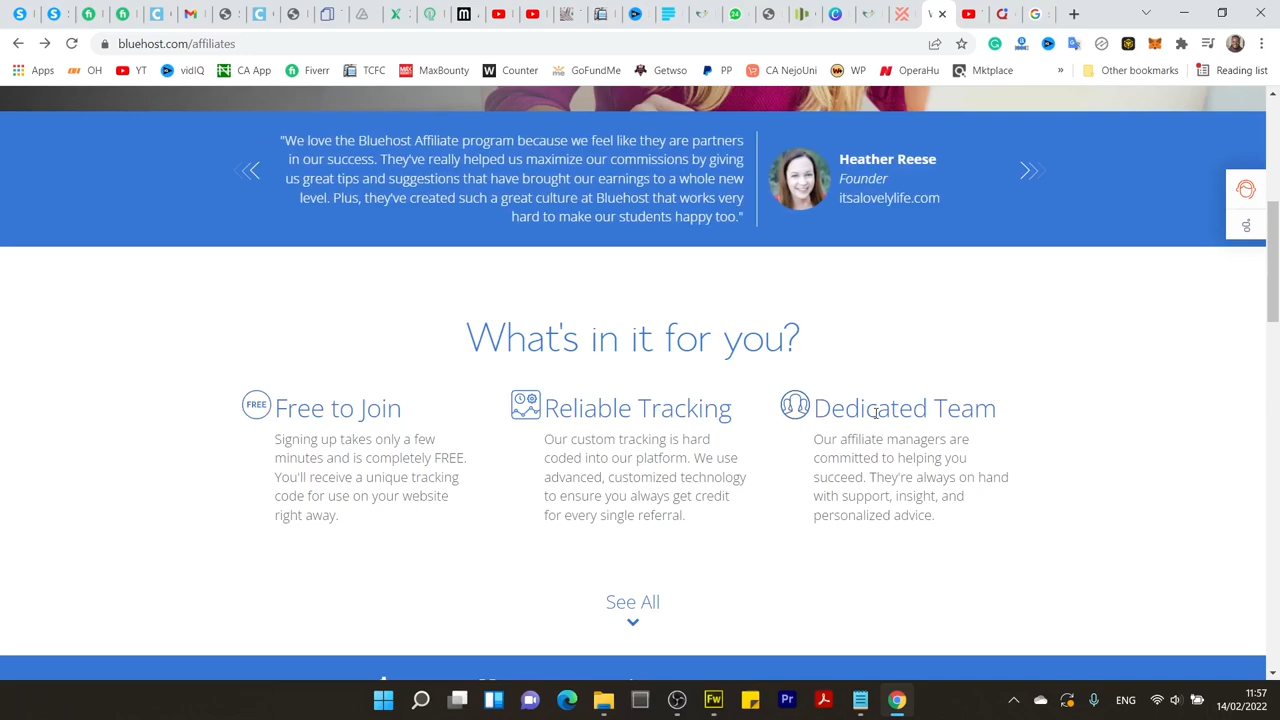 bluehost.com/affiliates
Apps OH YT vidIQ CA App Fiverr TCFC MaxBounty Counter GoFundMe Getwso PP CA NejoUni WP OperaHu Mktplace » Other bookmarks Reading list
"We love the Bluehost Affiliate program because we feel like they are partners
in our success. They've really helped us maximize our commissions by giving
us great tips and suggestions that have brought our earnings to a whole new
level. Plus, they've created such a great culture at Bluehost that works very
hard to make our students happy too."
Heather Reese
Founder
itsalovelylife.com
What's in it for you?
FREE Free to Join
Signing up takes only a few
minutes and is completely FREE.
You'll receive a unique tracking
code for use on your website
right away.
Reliable Tracking
Our custom tracking is hard
coded into our platform. We use
advanced, customized technology
to ensure you always get credit
for every single referral.
Dedicated Team
Our affiliate managers are
committed to helping you
succeed. They're always on hand
with support, insight, and
personalized advice.
See All
ENG
11:57
14/02/2022